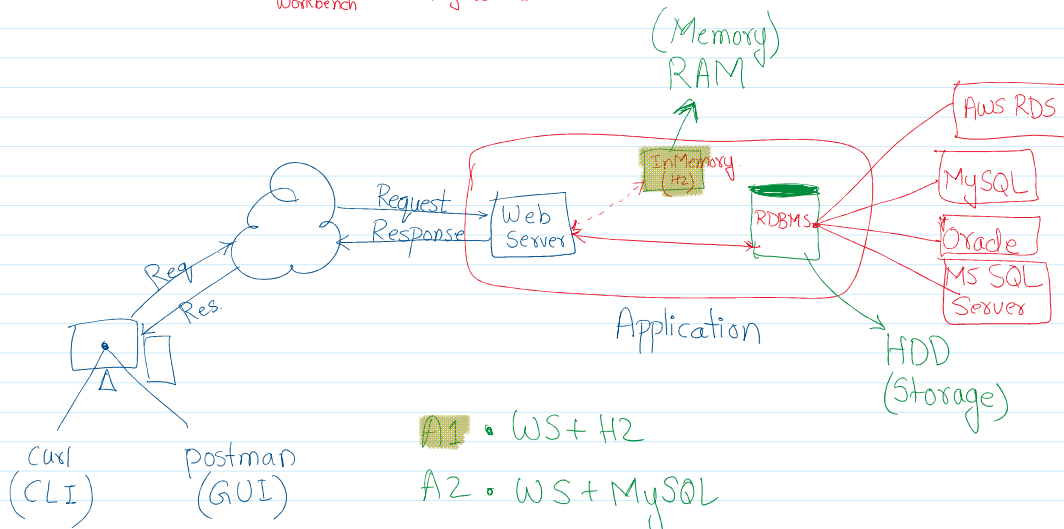 Workbench
(Memory)
RAM
AWS RDS
InMemory
(H2)
MySQL
Request
Web
Server
RDBMS
Response
Oracle
Req
MS SQL
Server
Res.
Application
HDD
(Storage)
A1 • WS+ H2
curl
(CLI)
postman
(GUI)
A2 • WS + MySQL